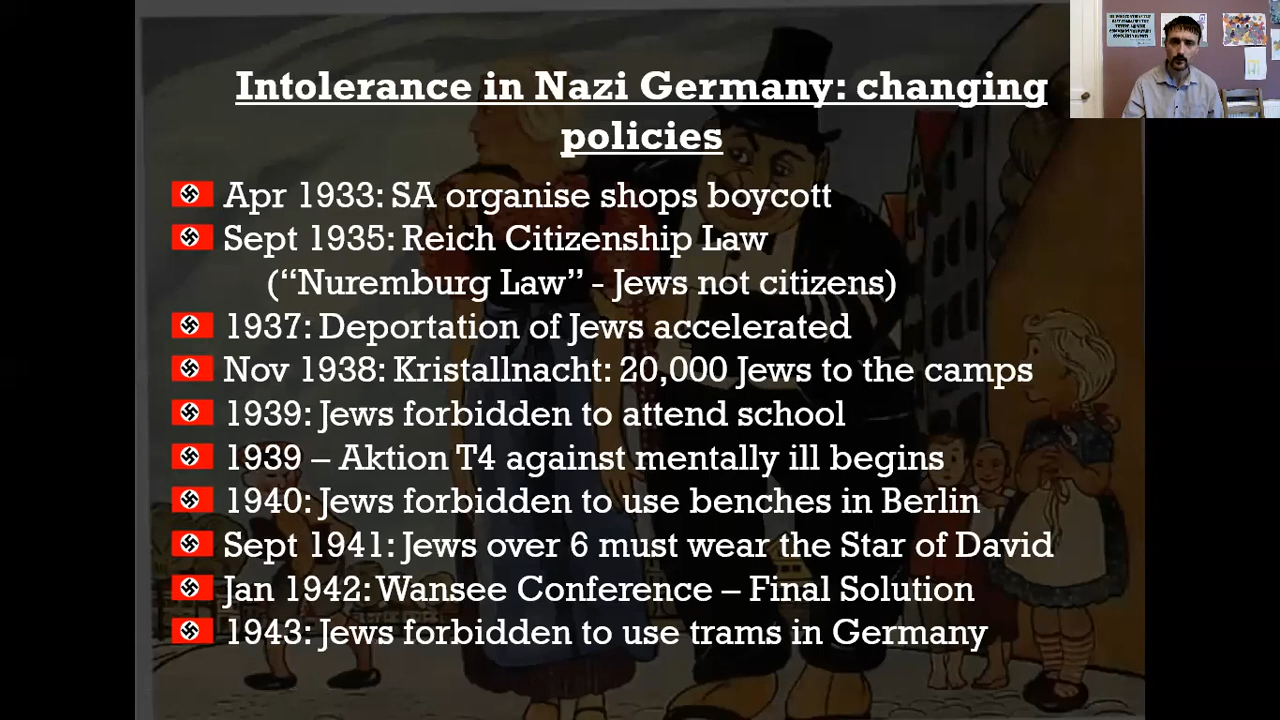 Intolerance in Nazi Germany: changing
policies
Apr 1933: SA organise shops boycott
Sept 1935: Reich Citizenship Law
(“Nuremburg Law” - Jews not citizens)
1937: Deportation of Jews accelerated
Nov 1938: Kristallnacht: 20,000 Jews to the camps
1939: Jews forbidden to attend school
1939 – Aktion T4 against mentally ill begins
1940: Jews forbidden to use benches in Berlin
Sept 1941: Jews over 6 must wear the Star of David
Jan 1942: Wansee Conference – Final Solution
1943: Jews forbidden to use trams in Germany